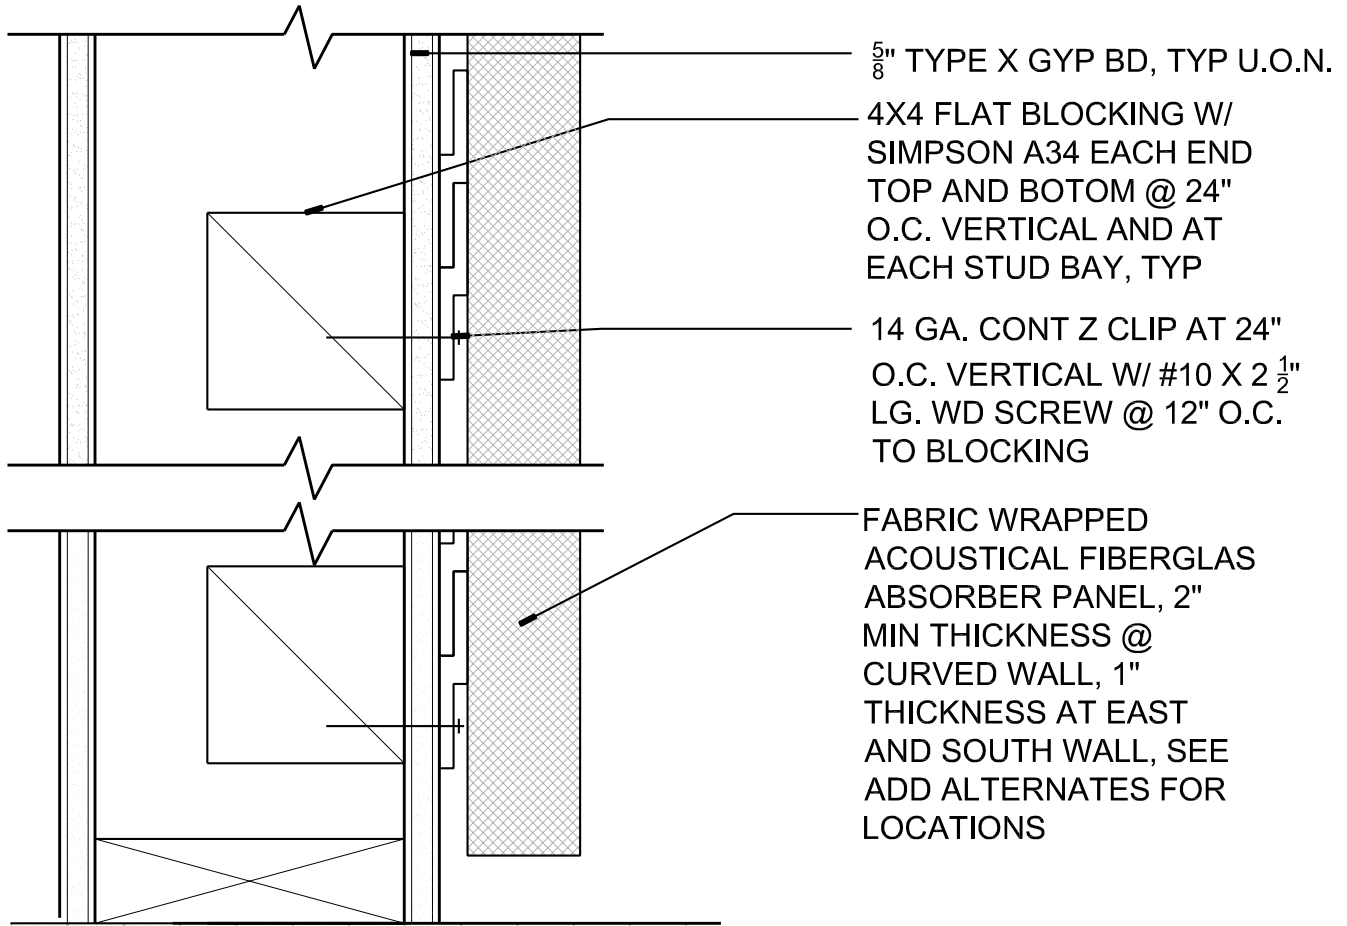 5/8" TYPE X GYP BD, TYP U.O.N.
4X4 FLAT BLOCKING W/
SIMPSON A34 EACH END
TOP AND BOTOM @ 24"
O.C. VERTICAL AND AT
EACH STUD BAY, TYP
14 GA. CONT Z CLIP AT 24"
O.C. VERTICAL W/ #10 X 2 1/2"
LG. WD SCREW @ 12" O.C.
TO BLOCKING
FABRIC WRAPPED
ACOUSTICAL FIBERGLAS
ABSORBER PANEL, 2"
MIN THICKNESS @
CURVED WALL, 1"
THICKNESS AT EAST
AND SOUTH WALL, SEE
ADD ALTERNATES FOR
LOCATIONS